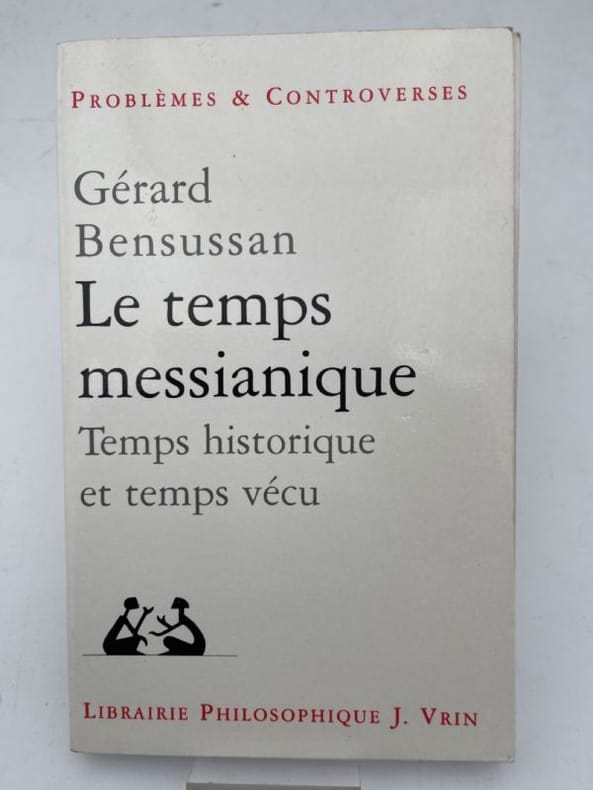 PROBLÈMES & CONTROVERSES
Gérard
Bensussan
Le temps
messianique
Temps historique
et temps vécu
LIBRAIRIE PHILOSOPHIQUE J. VRIN